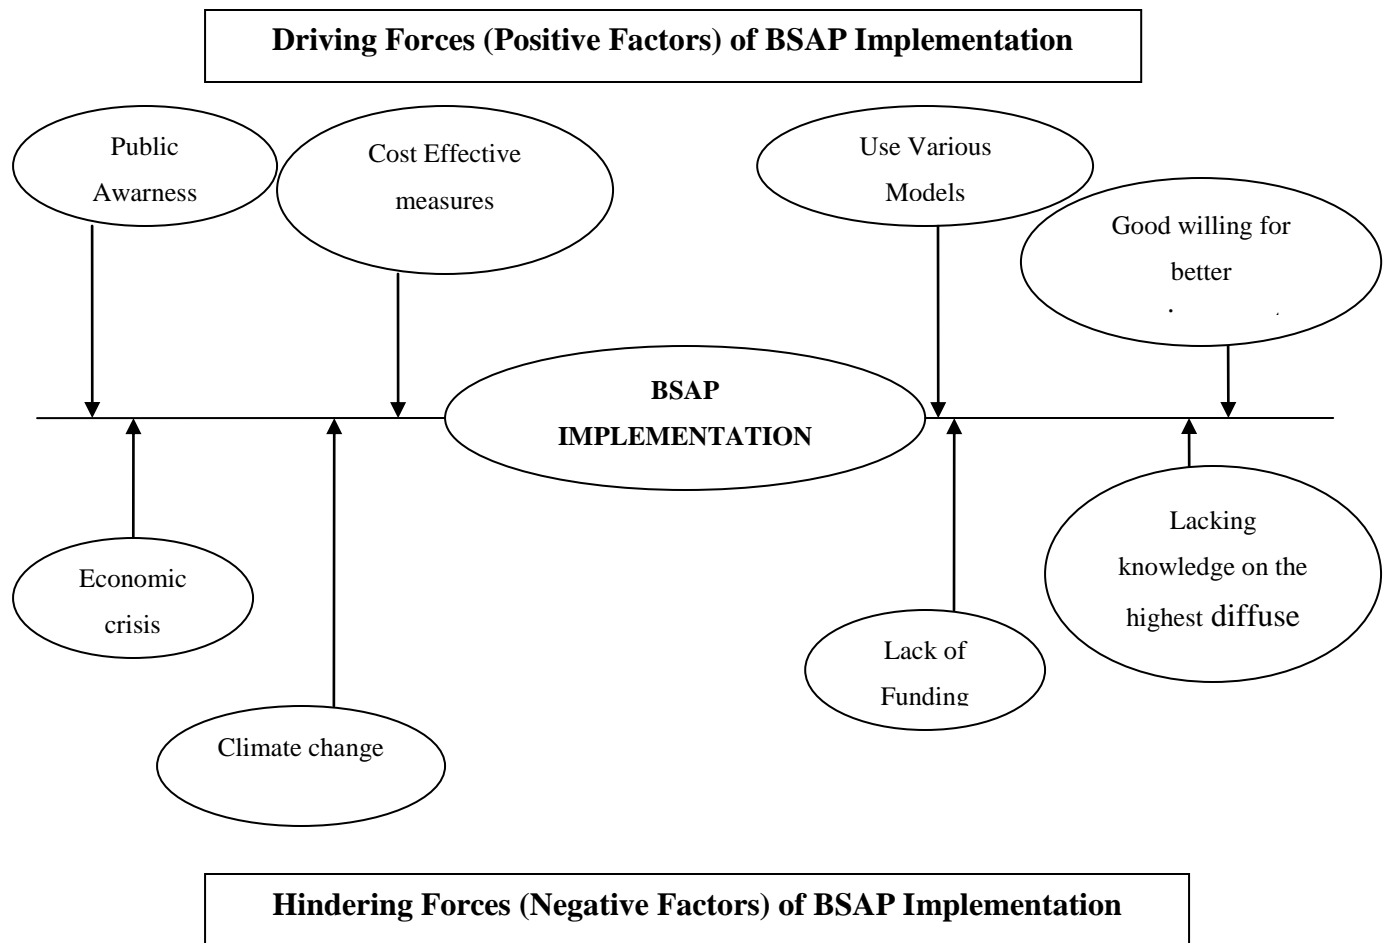 Driving Forces (Positive Factors) of BSAP Implementation
Public
Awarness
Cost Effective
measures
Use Various
Models
Good willing for
better
BSAP
IMPLEMENTATION
Economic
crisis
Climate change
Lack of
Funding
Lacking
knowledge on the
highest diffuse
Hindering Forces (Negative Factors) of BSAP Implementation